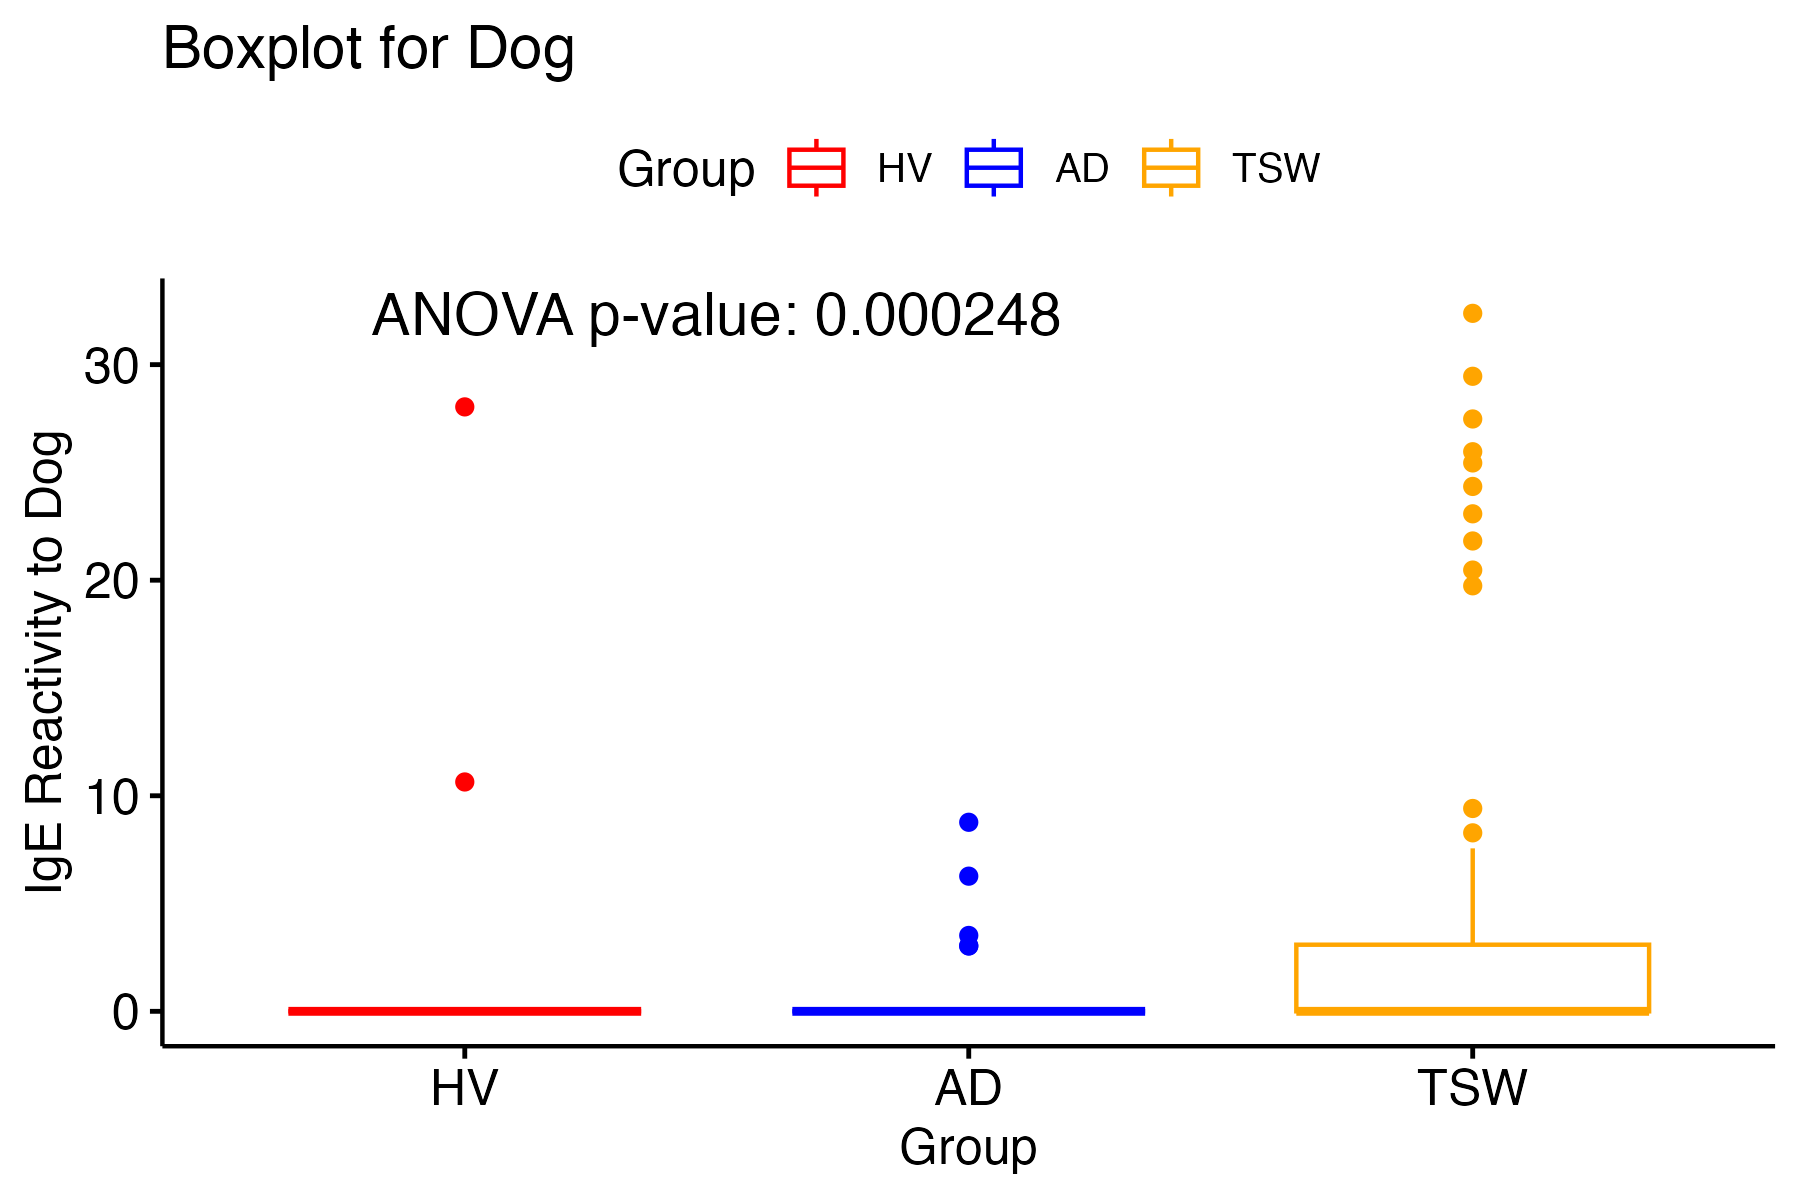 Boxplot for Dog
Group HV AD TSW
ANOVA p-value: 0.000248
IgE Reactivity to Dog
30
20
10
0
HV AD TSW
Group